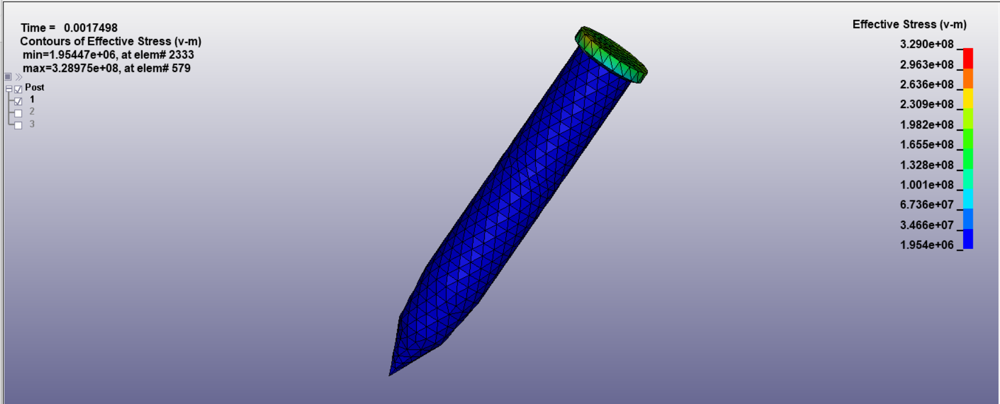 Time = 0.0017498
Contours of Effective Stress (v-m)
min=1.95447e+06, at elem# 2333
max=3.28975e+08, at elem# 579
Post
1
2
3
Effective Stress (v-m)
3.290e+08
2.963e+08
2.636e+08
2.309e+08
1.982e+08
1.655e+08
1.328e+08
1.001e+08
6.736e+07
3.466e+07
1.954e+06